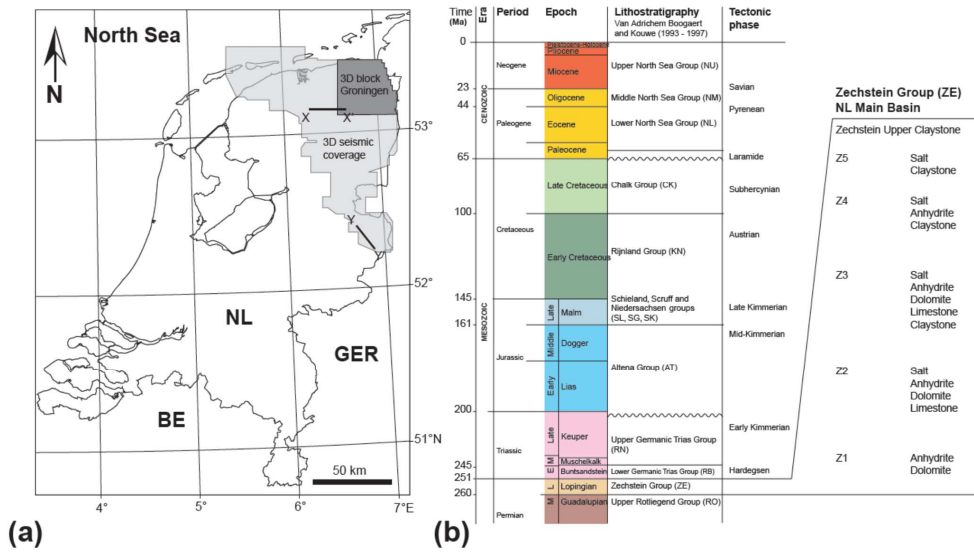 North Sea
N
3D block
Groningen
X X'
3D seismic
coverage
Y
NL
GER
BE
50 km
53°
52°
51°N
4° 5° 6° 7°E
(a)
Time
(Ma)
Era
Period
Epoch
Lithostratigraphy
Van Adrichem Boogaert
and Kouwe (1993 - 1997)
Tectonic
phase
0
Pleistocene-Holocene
Pliocene
Neogene
Miocene
Upper North Sea Group (NU)
23
Savian
Oligocene
Middle North Sea Group (NM)
44
Pyrenean
CENOZOIC
Paleogene
Eocene
Lower North Sea Group (NL)
Paleocene
65
Laramide
Late Cretaceous
Chalk Group (CK)
Subhercynian
100
Cretaceous
Austrian
Early Cretaceous
Rijnland Group (KN)
145
MESOZOIC
Late
Malm
Schieland, Scruff and
Niedersachsen groups
(SL, SG, SK)
Late Kimmerian
161
Mid-Kimmerian
Middle
Dogger
Jurassic
Altena Group (AT)
Early
Lias
200
Early Kimmerian
Late
Keuper
Upper Germanic Trias Group
(RN)
Triassic
M
Muschelkalk
245
E
Buntsandstein
Lower Germanic Trias Group (RB)
Hardegsen
251
L
Lopingian
Zechstein Group (ZE)
260
M
Guadalupian
Upper Rotliegend Group (RO)
Permian
Zechstein Group (ZE)
NL Main Basin
Zechstein Upper Claystone
Z5 Salt
Claystone
Z4 Salt
Anhydrite
Claystone
Z3 Salt
Anhydrite
Dolomite
Limestone
Claystone
Z2 Salt
Anhydrite
Dolomite
Limestone
Z1 Anhydrite
Dolomite
(b)